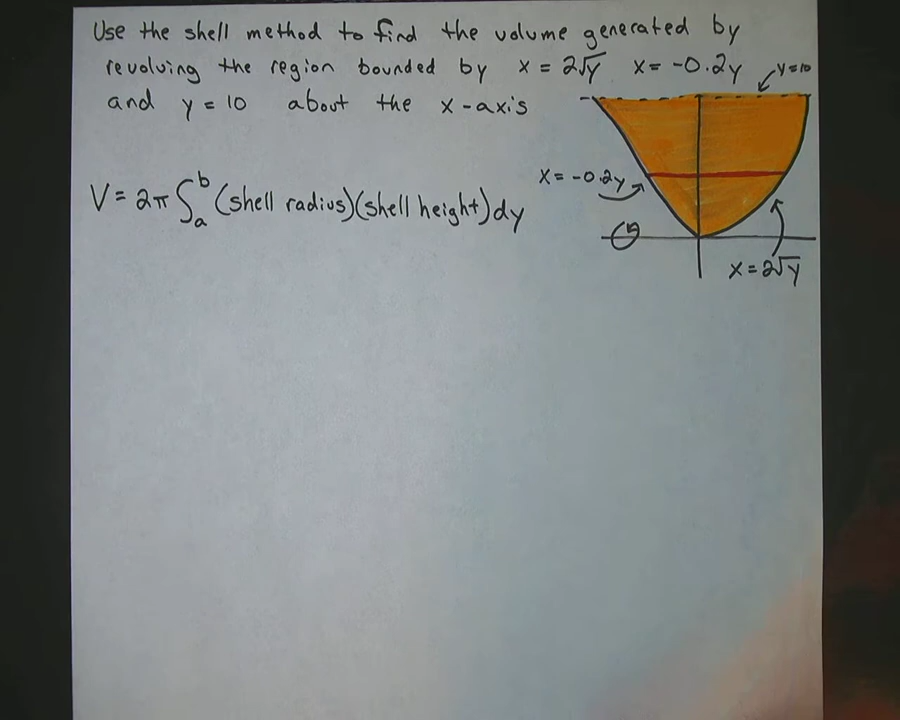 Use the shell method to find the volume generated by
revolving the region bounded by x = 2√y x = -0.2y
and y = 10 about the x-axis
y = 10
x = -0.2y
V = 2π∫ₐᵇ (shell radius)(shell height)dy
x = 2√y